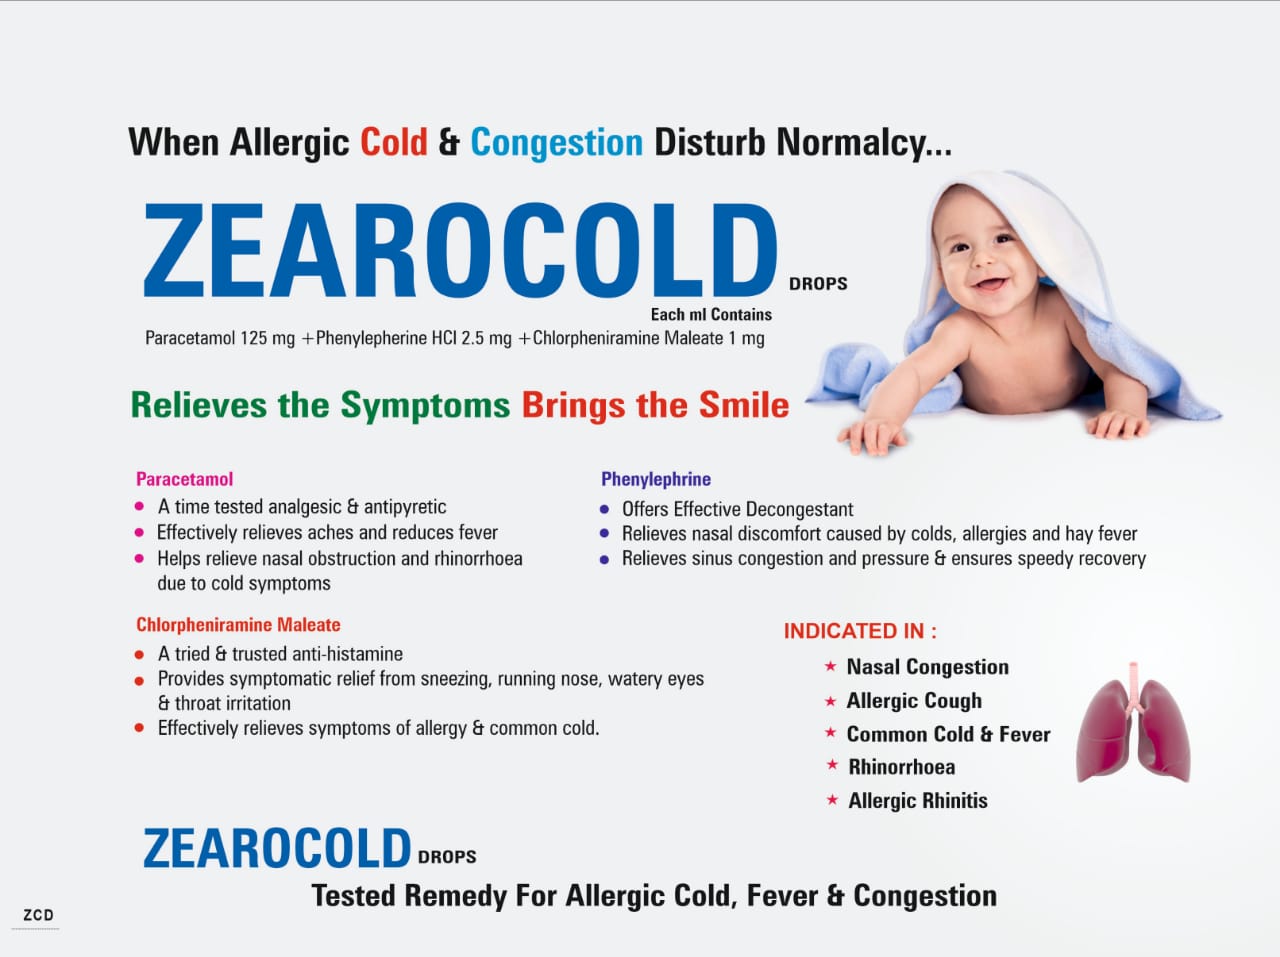 When Allergic Cold & Congestion Disturb Normalcy...
ZEAROCOLD DROPS
Each ml Contains
Paracetamol 125 mg +Phenylepherine HCI 2.5 mg +Chlorpheniramine Maleate 1 mg
Relieves the Symptoms Brings the Smile
Paracetamol
• A time tested analgesic & antipyretic
• Effectively relieves aches and reduces fever
• Helps relieve nasal obstruction and rhinorrhoea
due to cold symptoms
Phenylephrine
• Offers Effective Decongestant
• Relieves nasal discomfort caused by colds, allergies and hay fever
• Relieves sinus congestion and pressure & ensures speedy recovery
Chlorpheniramine Maleate
• A tried & trusted anti-histamine
• Provides symptomatic relief from sneezing, running nose, watery eyes
& throat irritation
• Effectively relieves symptoms of allergy & common cold.
INDICATED IN :
★ Nasal Congestion
★ Allergic Cough
★ Common Cold & Fever
★ Rhinorrhoea
★ Allergic Rhinitis
ZEAROCOLD DROPS
Tested Remedy For Allergic Cold, Fever & Congestion
ZCD